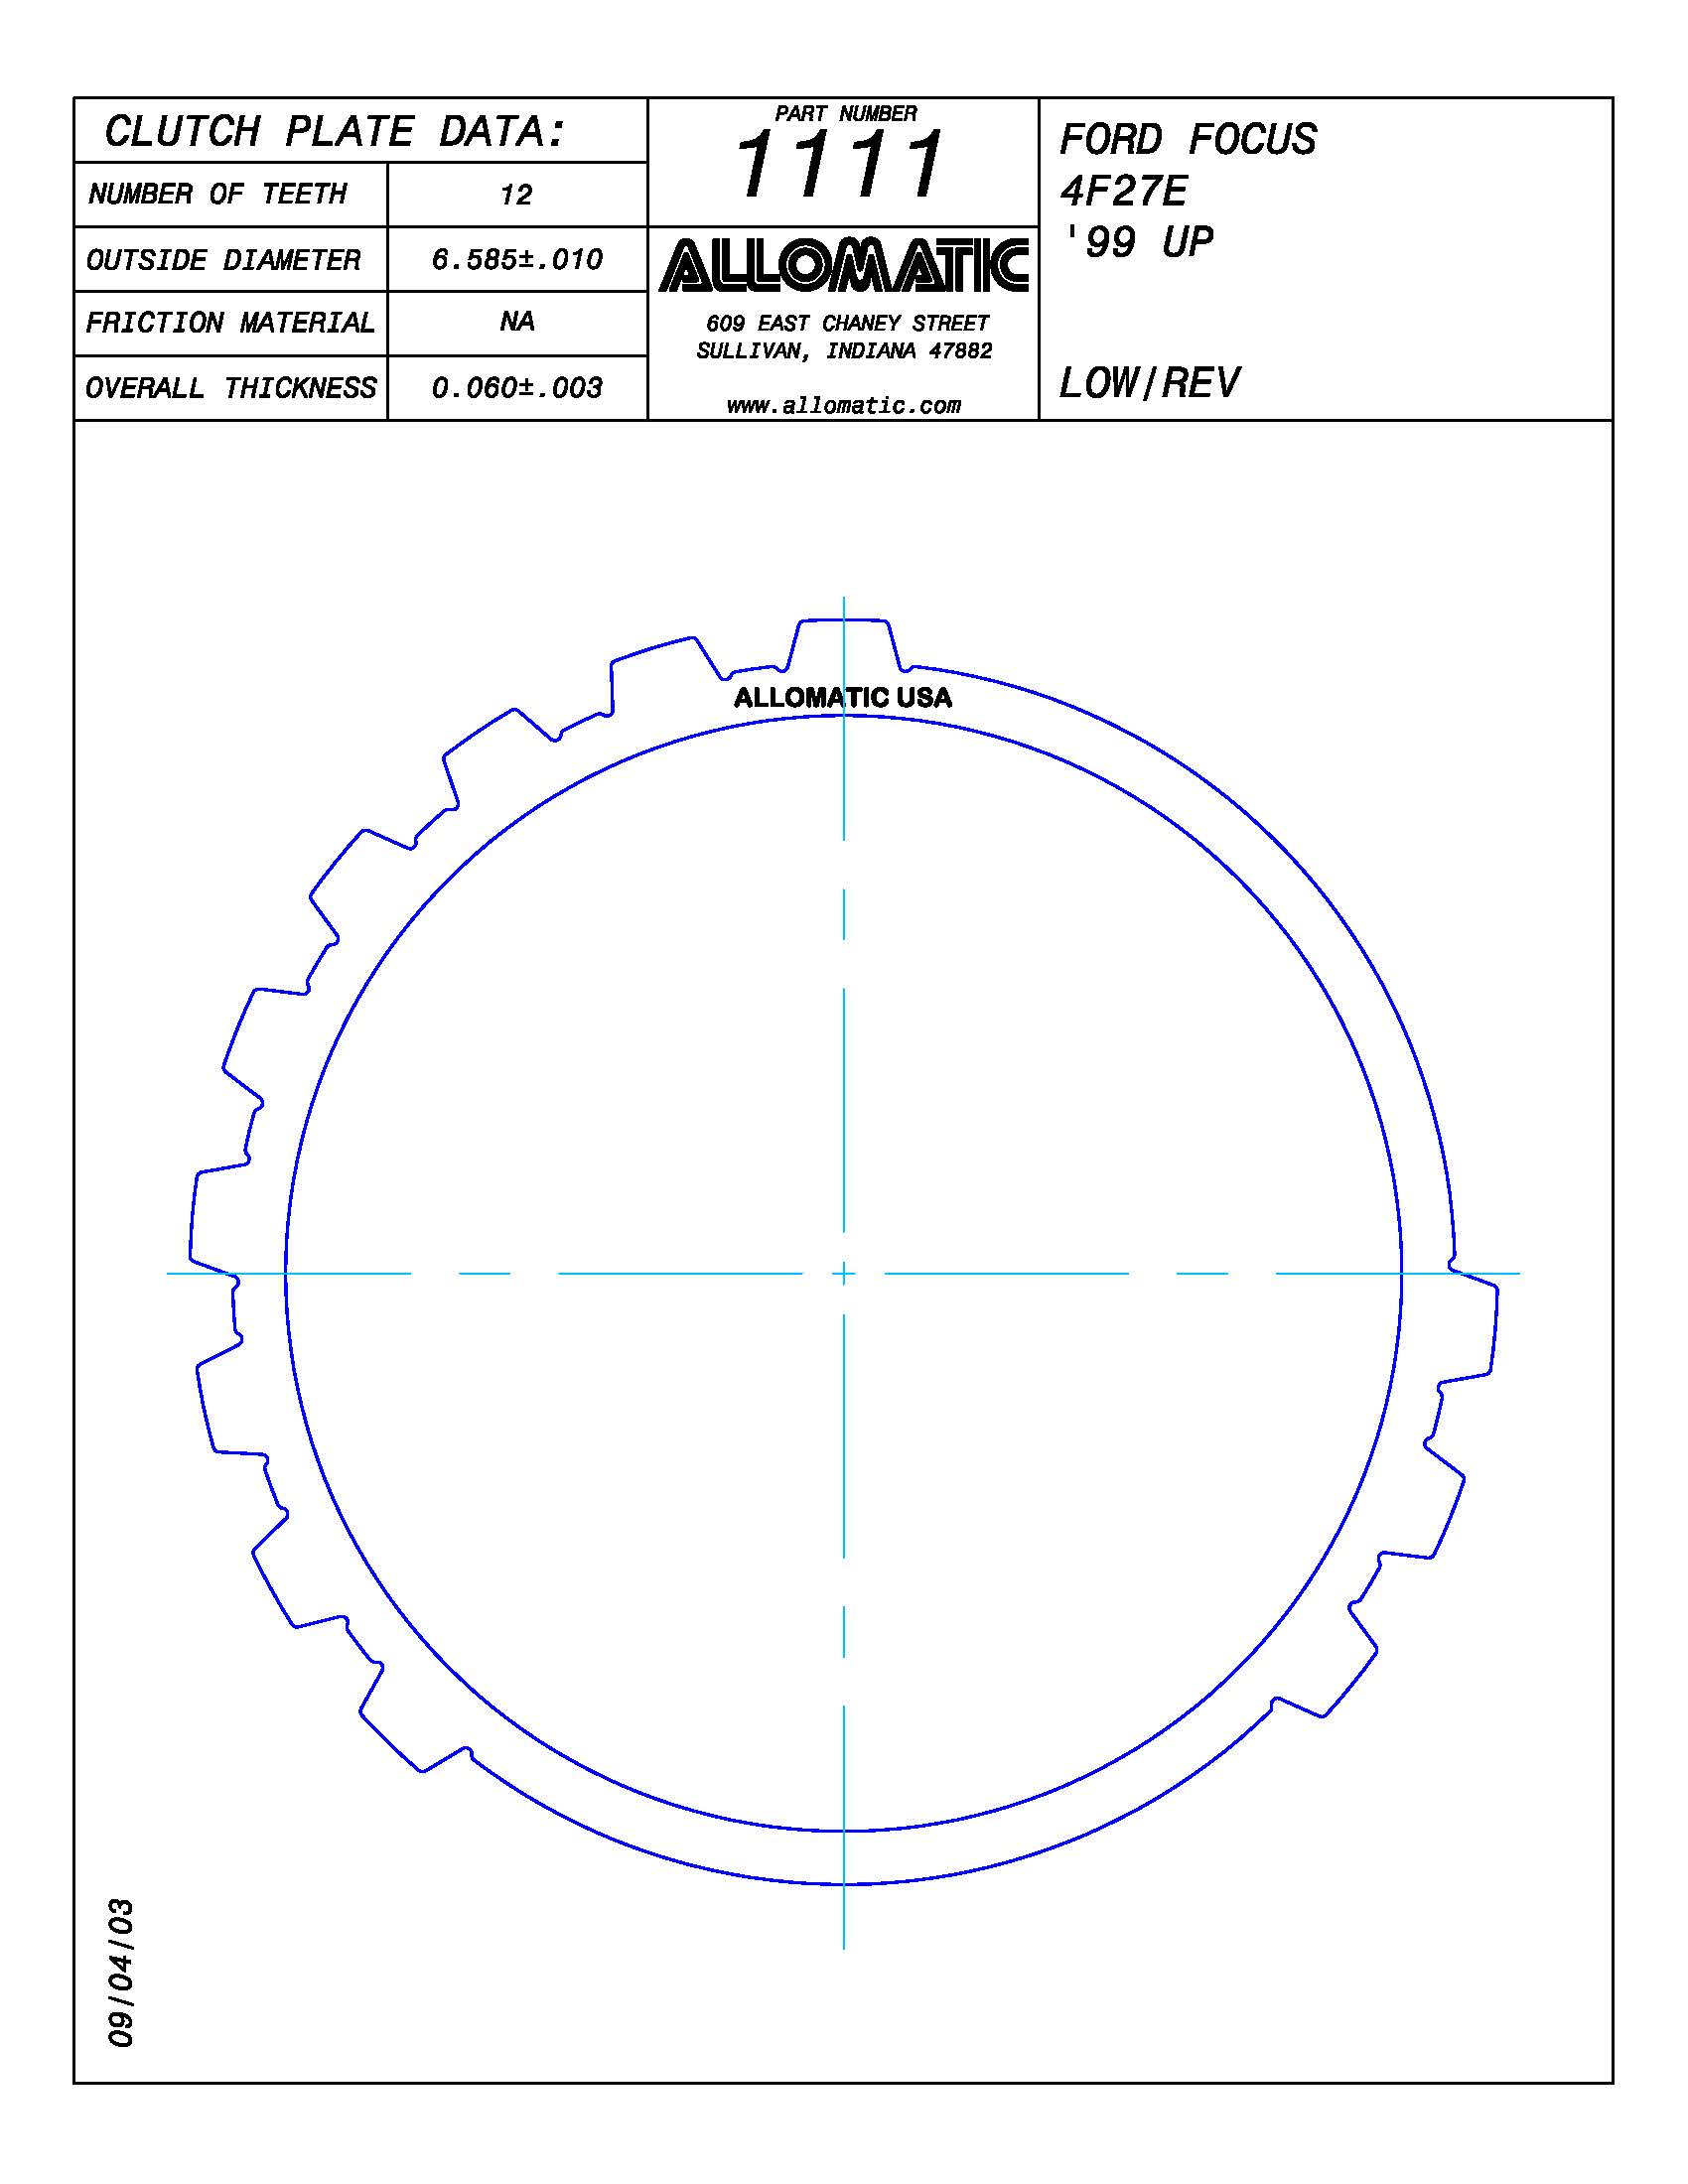 CLUTCH PLATE DATA:
NUMBER OF TEETH 12
OUTSIDE DIAMETER 6.585±.010
FRICTION MATERIAL NA
OVERALL THICKNESS 0.060±.003
PART NUMBER
1111
ALLOMATIC
609 EAST CHANEY STREET
SULLIVAN, INDIANA 47882
www.allomatic.com
FORD FOCUS
4F27E
'99 UP
LOW/REV
ALLOMATIC USA
09/04/03